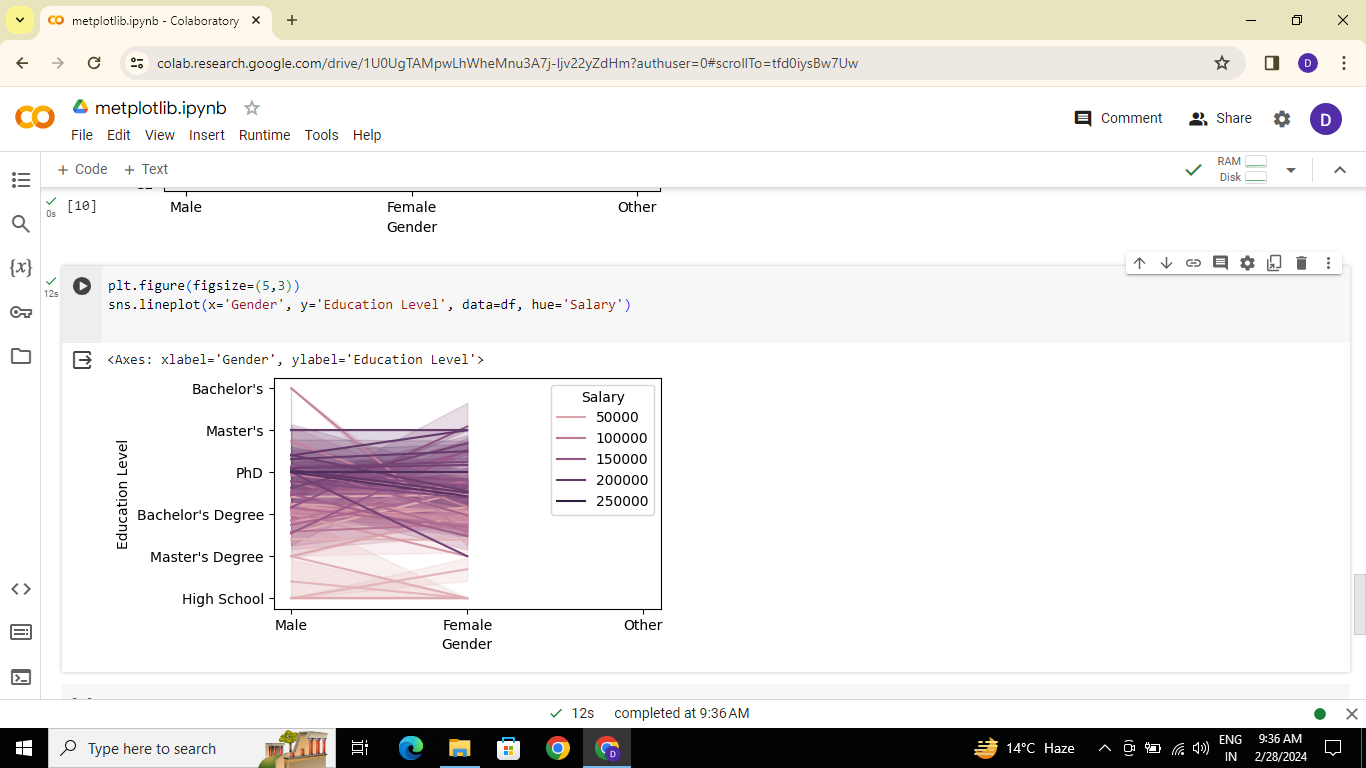 metplotlib.ipynb - Colaboratory
colab.research.google.com/drive/1U0UgTAMpwLhWheMnu3A7j-Ijv22yZdHm?authuser=0#scrollTo=tfd0iysBw7Uw
D
metplotlib.ipynb
File Edit View Insert Runtime Tools Help
Comment Share D
+ Code + Text
RAM
Disk
0s [10]
Male Female Other
Gender
12s
plt.figure(figsize=(5,3))
sns.lineplot(x='Gender', y='Education Level', data=df, hue='Salary')
<Axes: xlabel='Gender', ylabel='Education Level'>
Education Level
Bachelor's
Master's
PhD
Bachelor's Degree
Master's Degree
High School
Salary
50000
100000
150000
200000
250000
Male Female Other
Gender
12s completed at 9:36 AM
Type here to search
14°C Haze
ENG
IN
9:36 AM
2/28/2024